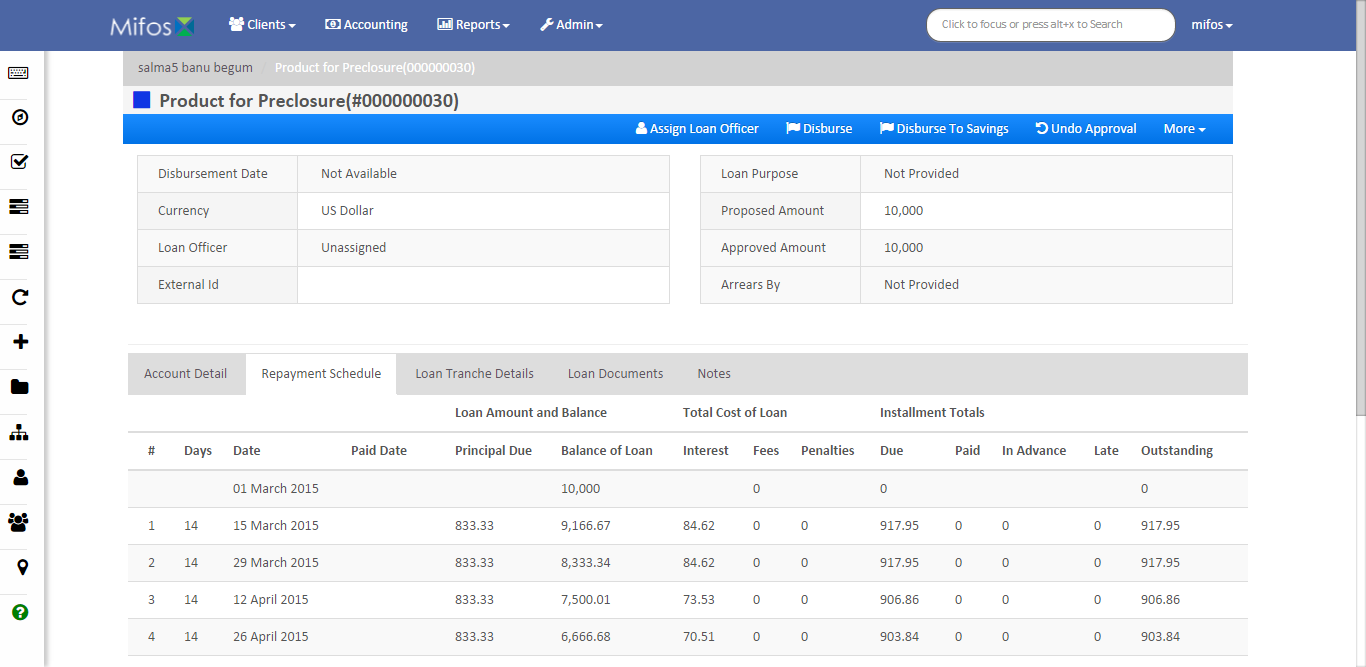 Mifos Clients Accounting Reports Admin Click to focus or press alt+x to Search mifos
salma5 banu begum / Product for Preclosure(000000030)
Product for Preclosure(#000000030)
Assign Loan Officer Disburse Disburse To Savings Undo Approval More
Disbursement Date Not Available Loan Purpose Not Provided
Currency US Dollar Proposed Amount 10,000
Loan Officer Unassigned Approved Amount 10,000
External Id Arrears By Not Provided
Account Detail Repayment Schedule Loan Tranche Details Loan Documents Notes
Loan Amount and Balance Total Cost of Loan Installment Totals
# Days Date Paid Date Principal Due Balance of Loan Interest Fees Penalties Due Paid In Advance Late Outstanding
01 March 2015 10,000 0 0 0
1 14 15 March 2015 833.33 9,166.67 84.62 0 0 917.95 0 0 0 917.95
2 14 29 March 2015 833.33 8,333.34 84.62 0 0 917.95 0 0 0 917.95
3 14 12 April 2015 833.33 7,500.01 73.53 0 0 906.86 0 0 0 906.86
4 14 26 April 2015 833.33 6,666.68 70.51 0 0 903.84 0 0 0 903.84